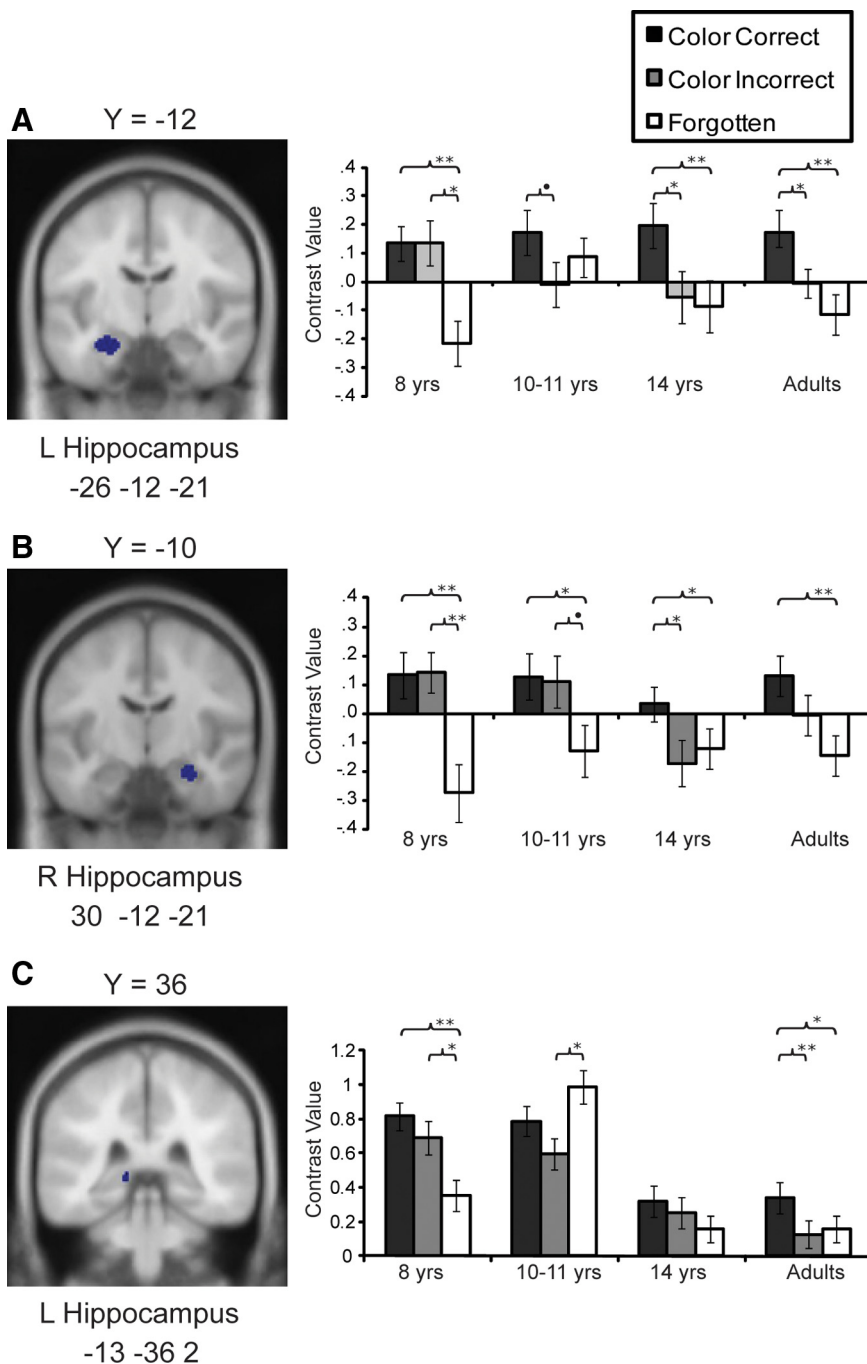 Color Correct
Color Incorrect
Forgotten
A
Y = -12
L Hippocampus
-26 -12 -21
Contrast Value
.4
.3
.2
.1
.0
-.1
-.2
-.3
-.4
** * • ** * ** *
8 yrs 10-11 yrs 14 yrs Adults
B
Y = -10
R Hippocampus
30 -12 -21
Contrast Value
.4
.3
.2
.1
.0
-.1
-.2
-.3
-.4
** ** * • * * **
8 yrs 10-11 yrs 14 yrs Adults
C
Y = 36
L Hippocampus
-13 -36 2
Contrast Value
1.2
1
0.8
0.6
0.4
0.2
0
** * * * **
8 yrs 10-11 yrs 14 yrs Adults